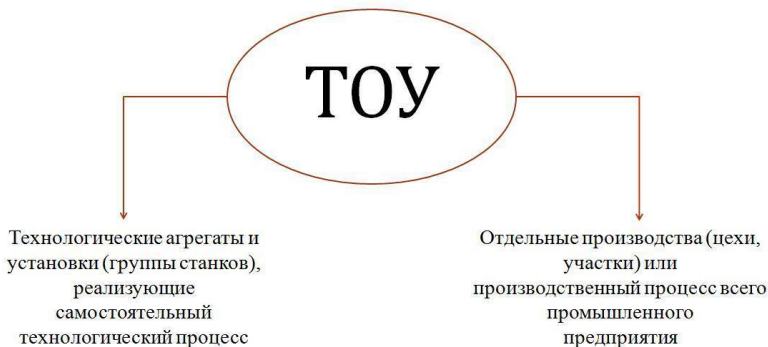 ТОУ
Технологические агрегаты и
установки (группы станков),
реализующие
самостоятельный
технологический процесс
Отдельные производства (цехи,
участки) или
производственный процесс всего
промышленного
предприятия